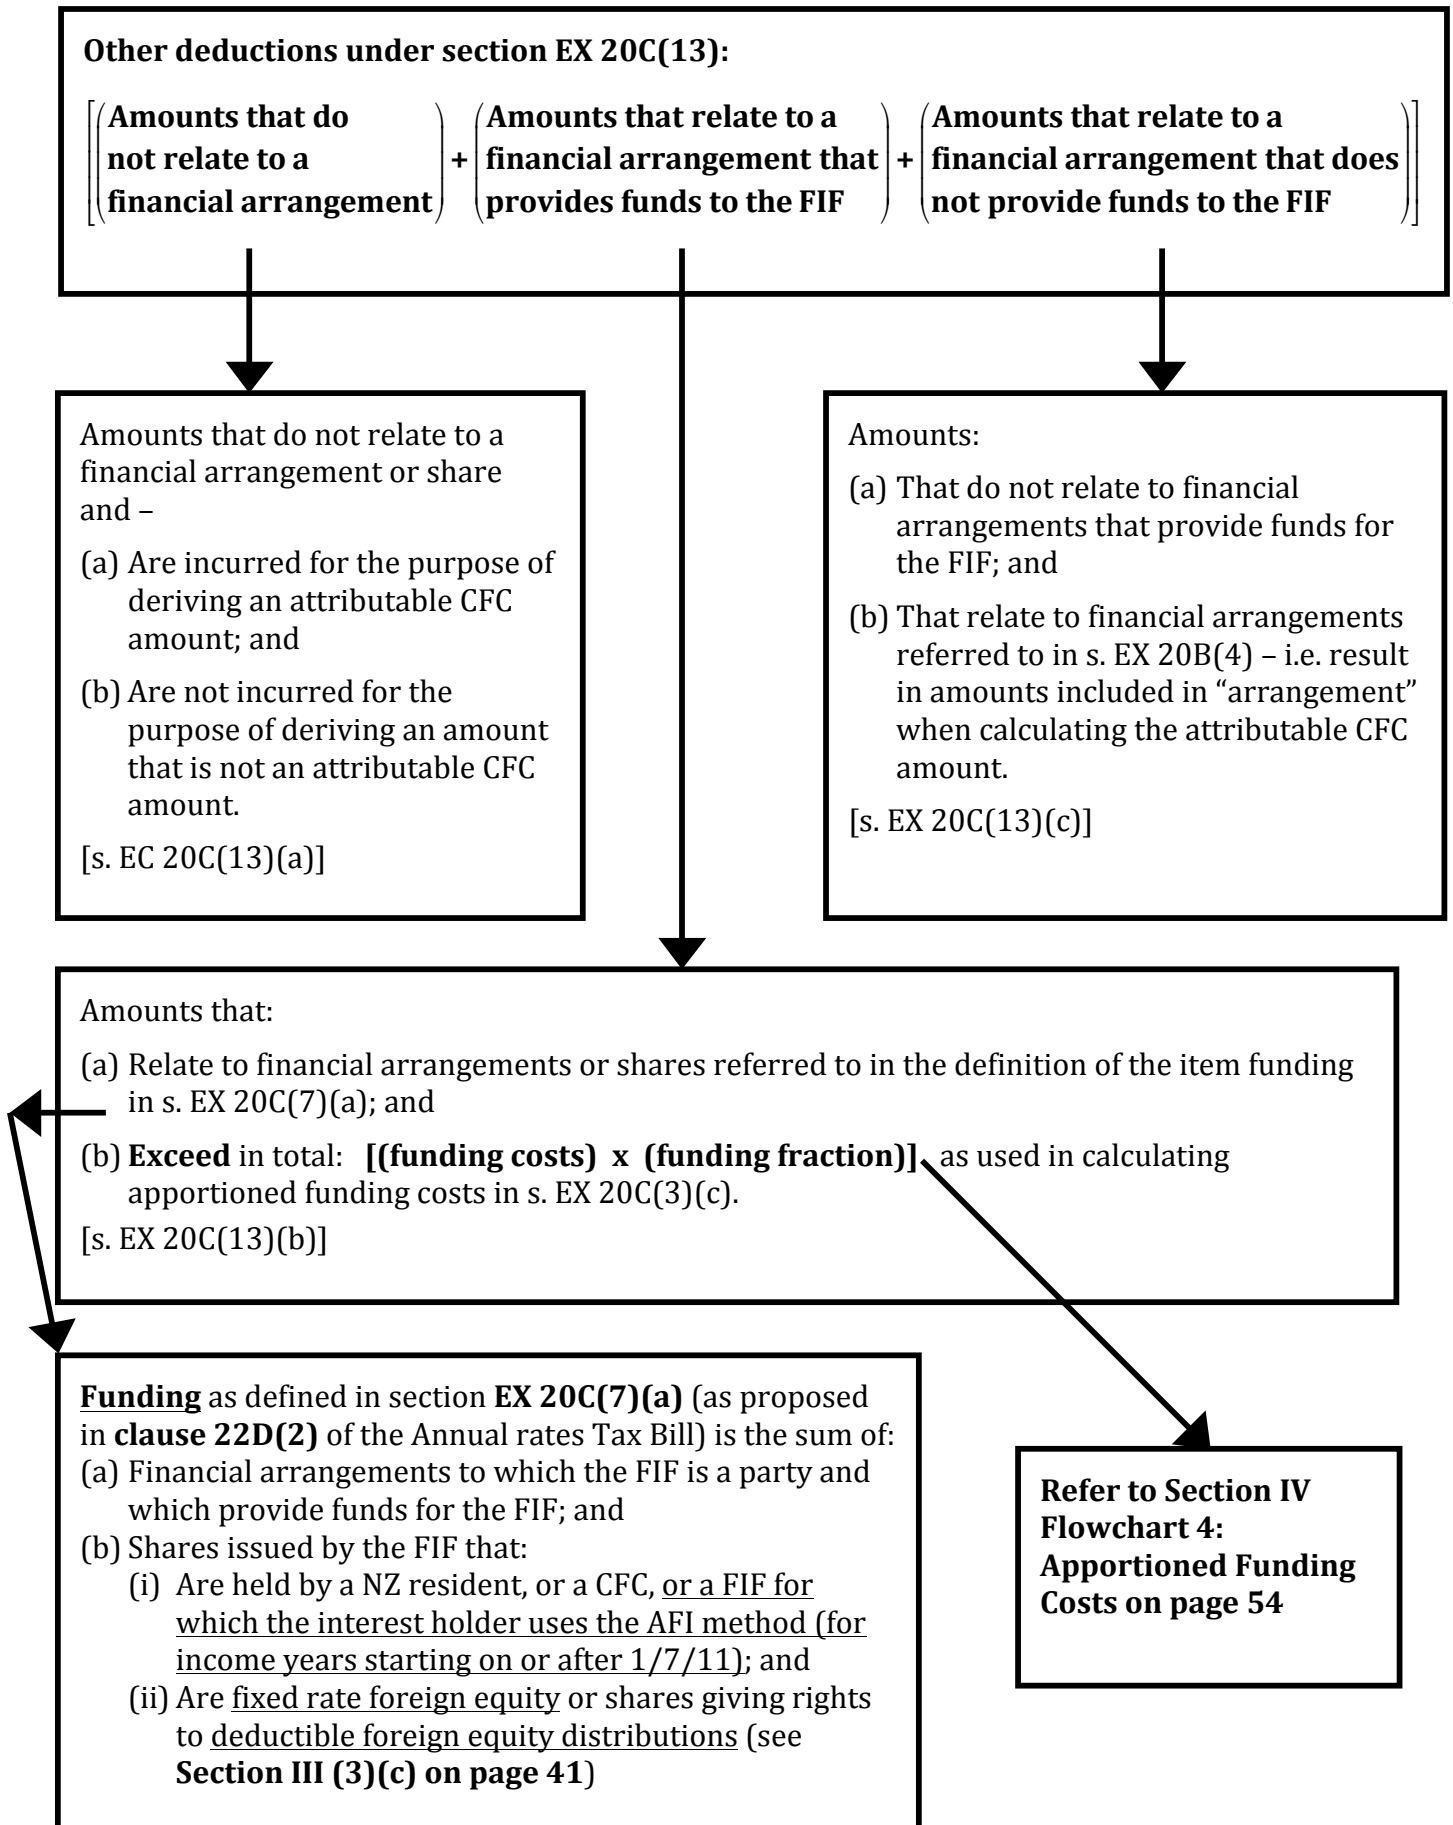 Other deductions under section EX 20C(13):
Amounts that do
not relate to a
financial arrangement
+
Amounts that relate to a
financial arrangement that
provides funds to the FIF
+
Amounts that relate to a
financial arrangement that does
not provide funds to the FIF
Amounts that do not relate to a
financial arrangement or share
and –
(a) Are incurred for the purpose of
deriving an attributable CFC
amount; and
(b) Are not incurred for the
purpose of deriving an amount
that is not an attributable CFC
amount.
[s. EC 20C(13)(a)]
Amounts:
(a) That do not relate to financial
arrangements that provide funds for
the FIF; and
(b) That relate to financial arrangements
referred to in s. EX 20B(4) – i.e. result
in amounts included in “arrangement”
when calculating the attributable CFC
amount.
[s. EX 20C(13)(c)]
Amounts that:
(a) Relate to financial arrangements or shares referred to in the definition of the item funding
in s. EX 20C(7)(a); and
(b) Exceed in total: [(funding costs) x (funding fraction)] as used in calculating
apportioned funding costs in s. EX 20C(3)(c).
[s. EX 20C(13)(b)]
Funding as defined in section EX 20C(7)(a) (as proposed
in clause 22D(2) of the Annual rates Tax Bill) is the sum of:
(a) Financial arrangements to which the FIF is a party and
which provide funds for the FIF; and
(b) Shares issued by the FIF that:
(i) Are held by a NZ resident, or a CFC, or a FIF for
which the interest holder uses the AFI method (for
income years starting on or after 1/7/11); and
(ii) Are fixed rate foreign equity or shares giving rights
to deductible foreign equity distributions (see
Section III (3)(c) on page 41)
Refer to Section IV
Flowchart 4:
Apportioned Funding
Costs on page 54